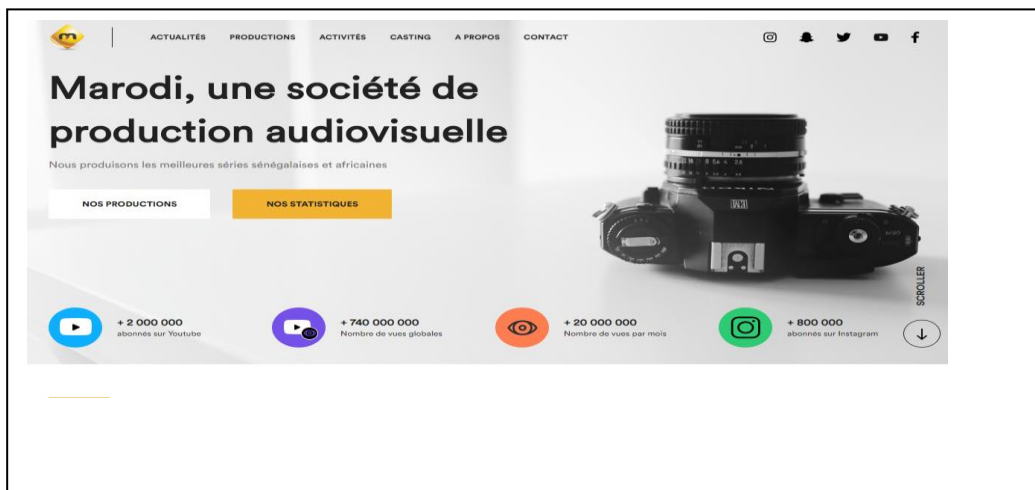 m
ACTUALITÉS PRODUCTIONS ACTIVITÉS CASTING A PROPOS CONTACT
Marodi, une société de
production audiovisuelle
Nous produisons les meilleures séries sénégalaises et africaines
NOS PRODUCTIONS NOS STATISTIQUES
NIKON
EM
SCROLLER
+ 2 000 000
abonnés sur Youtube
+ 740 000 000
Nombre de vues globales
+ 20 000 000
Nombre de vues par mois
+ 800 000
abonnés sur Instagram